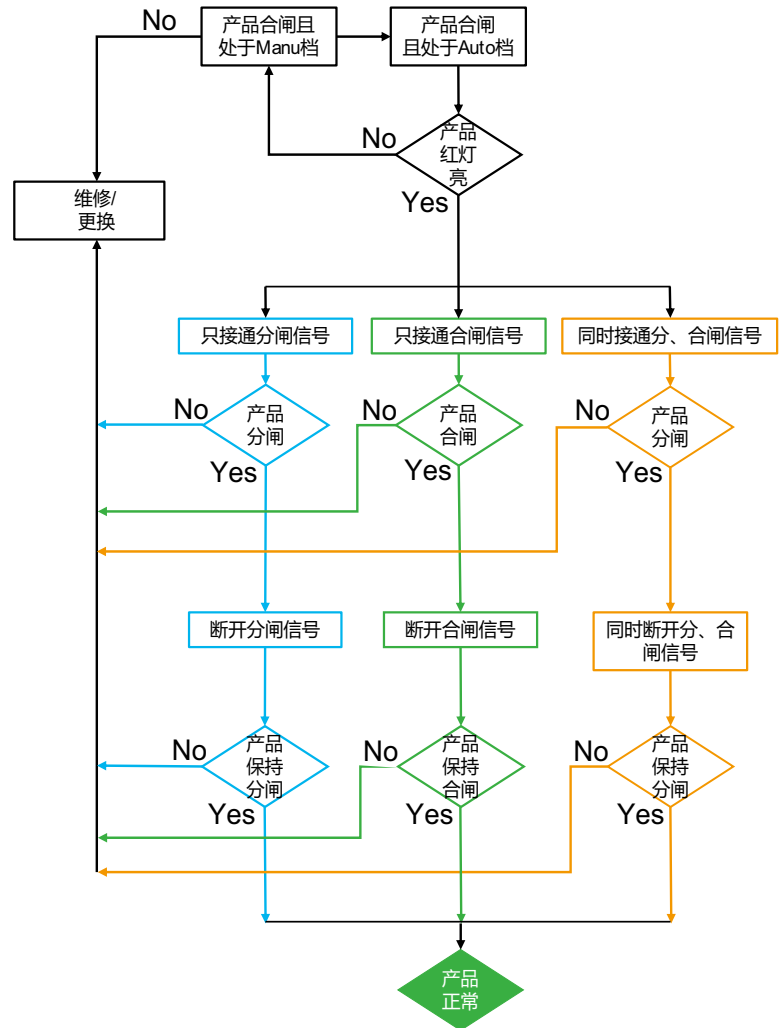 No
产品合闸且
处于Manu档
产品合闸
且处于Auto档
No
产品
红灯
亮
Yes
维修/
更换
只接通分闸信号
只接通合闸信号
同时接通分、合闸信号
No
产品
分闸
Yes
No
产品
合闸
Yes
No
产品
分闸
Yes
断开分闸信号
断开合闸信号
同时断开分、合
闸信号
No
产品
保持
分闸
Yes
No
产品
保持
合闸
Yes
No
产品
保持
分闸
Yes
产品
正常